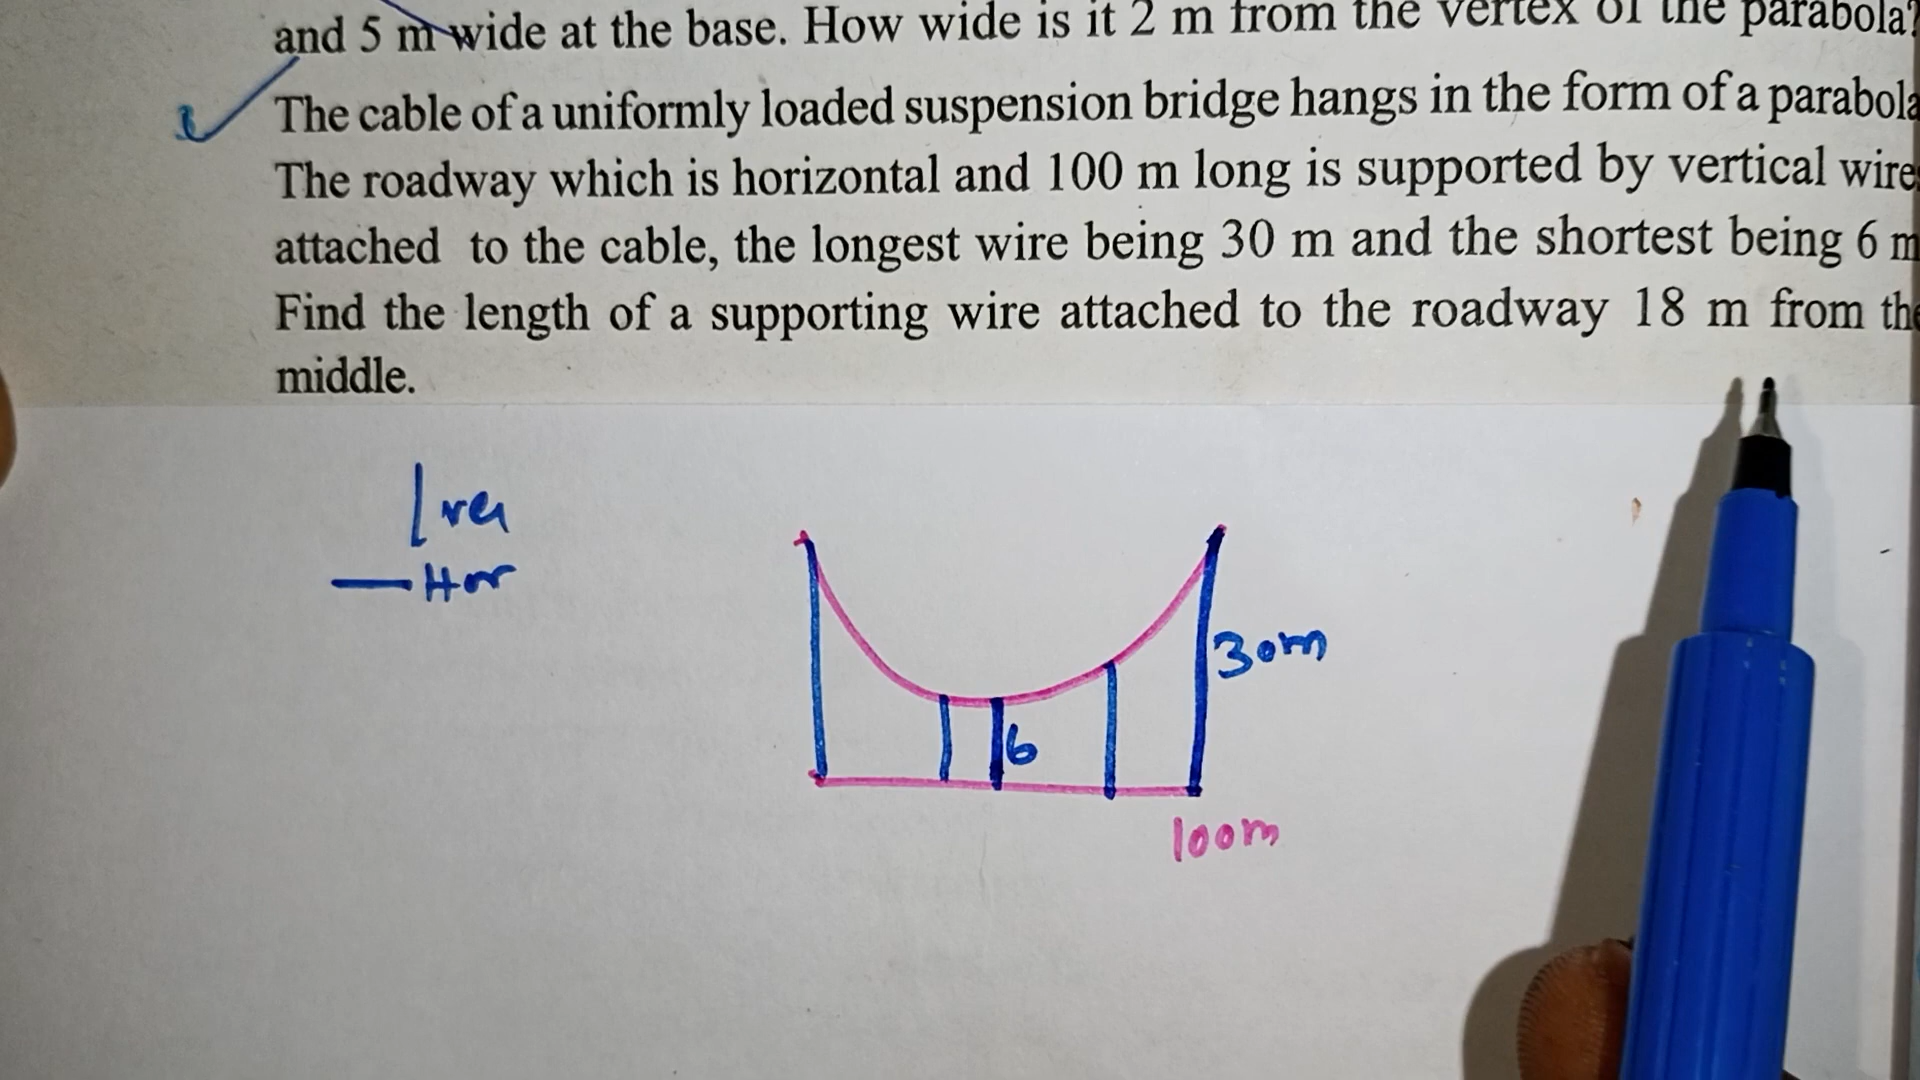 and 5 m wide at the base. How wide is it 2 m from the vertex of the parabola?
The cable of a uniformly loaded suspension bridge hangs in the form of a parabola
The roadway which is horizontal and 100 m long is supported by vertical wires
attached to the cable, the longest wire being 30 m and the shortest being 6 m
Find the length of a supporting wire attached to the roadway 18 m from the
middle.
ver
Hor
30m
6
100m